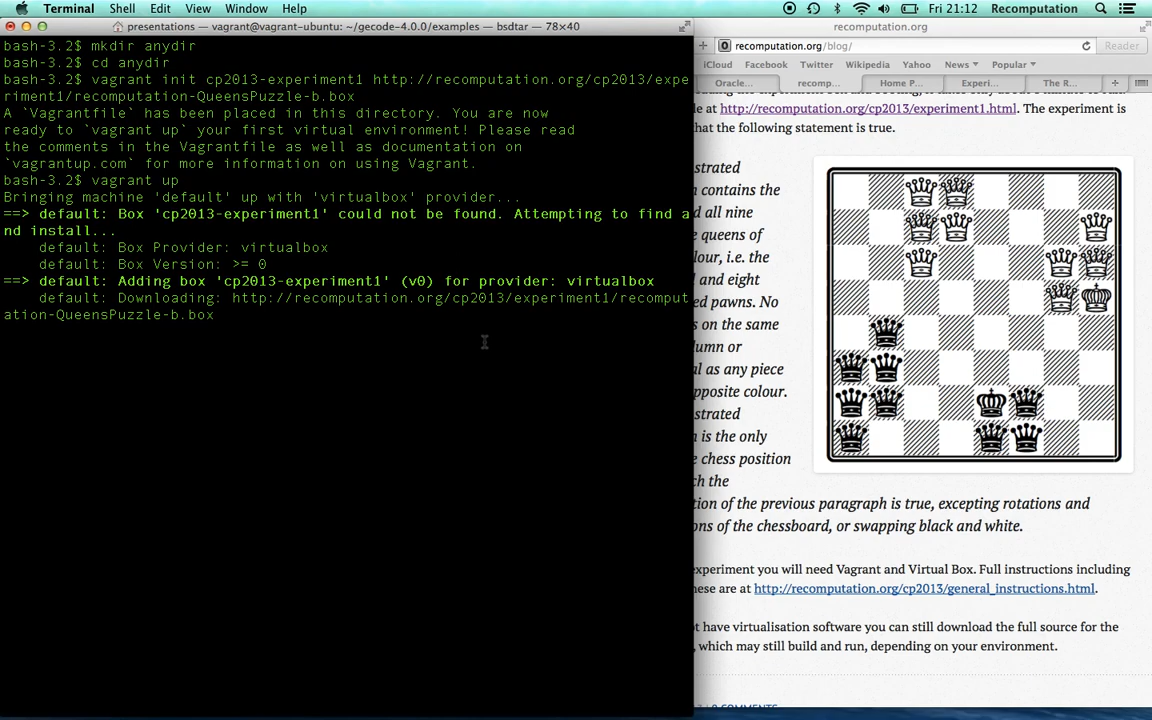 Terminal Shell Edit View Window Help Fri 21:12 Recomputation
presentations — vagrant@vagrant-ubuntu: ~/gecode-4.0.0/examples — bsdtar — 78×40
bash-3.2$ mkdir anydir
bash-3.2$ cd anydir
bash-3.2$ vagrant init cp2013-experiment1 http://recomputation.org/cp2013/expe
riment1/recomputation-QueensPuzzle-b.box
A `Vagrantfile` has been placed in this directory. You are now
ready to `vagrant up` your first virtual environment! Please read
the comments in the Vagrantfile as well as documentation on
`vagrantup.com` for more information on using Vagrant.
bash-3.2$ vagrant up
Bringing machine 'default' up with 'virtualbox' provider...
==> default: Box 'cp2013-experiment1' could not be found. Attempting to find a
nd install...
default: Box Provider: virtualbox
default: Box Version: >= 0
==> default: Adding box 'cp2013-experiment1' (v0) for provider: virtualbox
default: Downloading: http://recomputation.org/cp2013/experiment1/recomput
ation-QueensPuzzle-b.box
recomputation.org
recomputation.org/blog/ Reader
iCloud Facebook Twitter Wikipedia News Popular
Oracle... recomp... Home P... Experi... The R...
le at http://recomputation.org/cp2013/experiment1.html. The experiment is
that the following statement is true.
strated
n contains the
d all nine
e queens of
lour, i.e. the
d and eight
ed pawns. No
s on the same
lumn or
al as any piece
pposite colour.
strated
n is the only
e chess position
ch the
tion of the previous paragraph is true, excepting rotations and
ons of the chessboard, or swapping black and white.
experiment you will need Vagrant and Virtual Box. Full instructions including
hese are at http://recomputation.org/cp2013/general_instructions.html.
ot have virtualisation software you can still download the full source for the
, which may still build and run, depending on your environment.